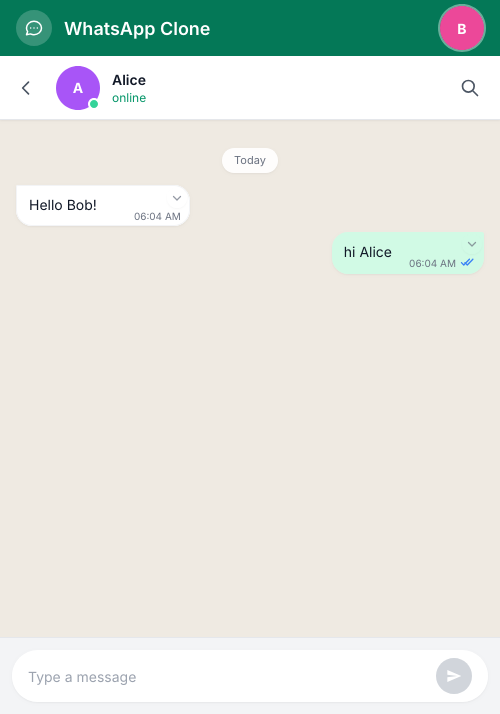 WhatsApp Clone
B
A
Alice
online
Today
Hello Bob!
06:04 AM
hi Alice
06:04 AM
Type a message